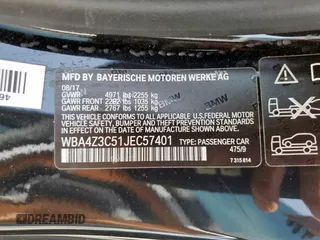 MFD BY BAYERISCHE MOTOREN WERKE AG
08/17
GVWR 4971 lbs 2255 kg
GAWR FRONT 2282 lbs 1035 kg
GAWR REAR 2767 lbs 1255 kg
THIS VEHICLE CONFORMS TO ALL APPLICABLE
FEDERAL MOTOR VEHICLE SAFETY, BUMPER,
AND THEFT PREVENTION STANDARDS IN EFFECT
ON THE DATE OF MANUFACTURE SHOWN ABOVE.
WBA4Z3C51JEC57401 TYPE: PASSENGER CAR
475/9
7 315 814
BMW
DREAMBID